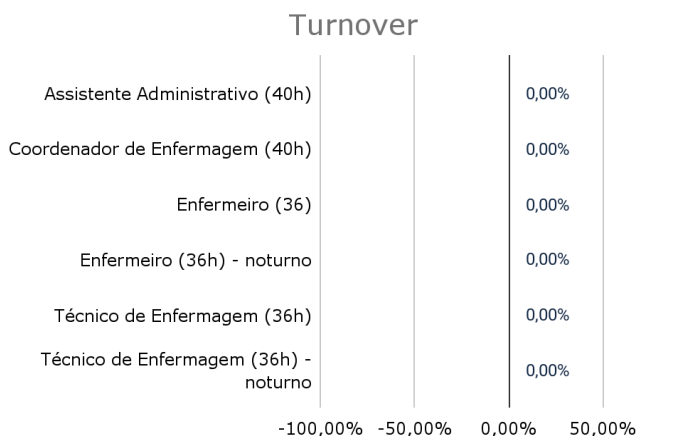 Turnover
Assistente Administrativo (40h)
0,00%
Coordenador de Enfermagem (40h)
0,00%
Enfermeiro (36)
0,00%
Enfermeiro (36h) - noturno
0,00%
Técnico de Enfermagem (36h)
0,00%
Técnico de Enfermagem (36h) -
noturno
0,00%
-100,00% -50,00% 0,00% 50,00%